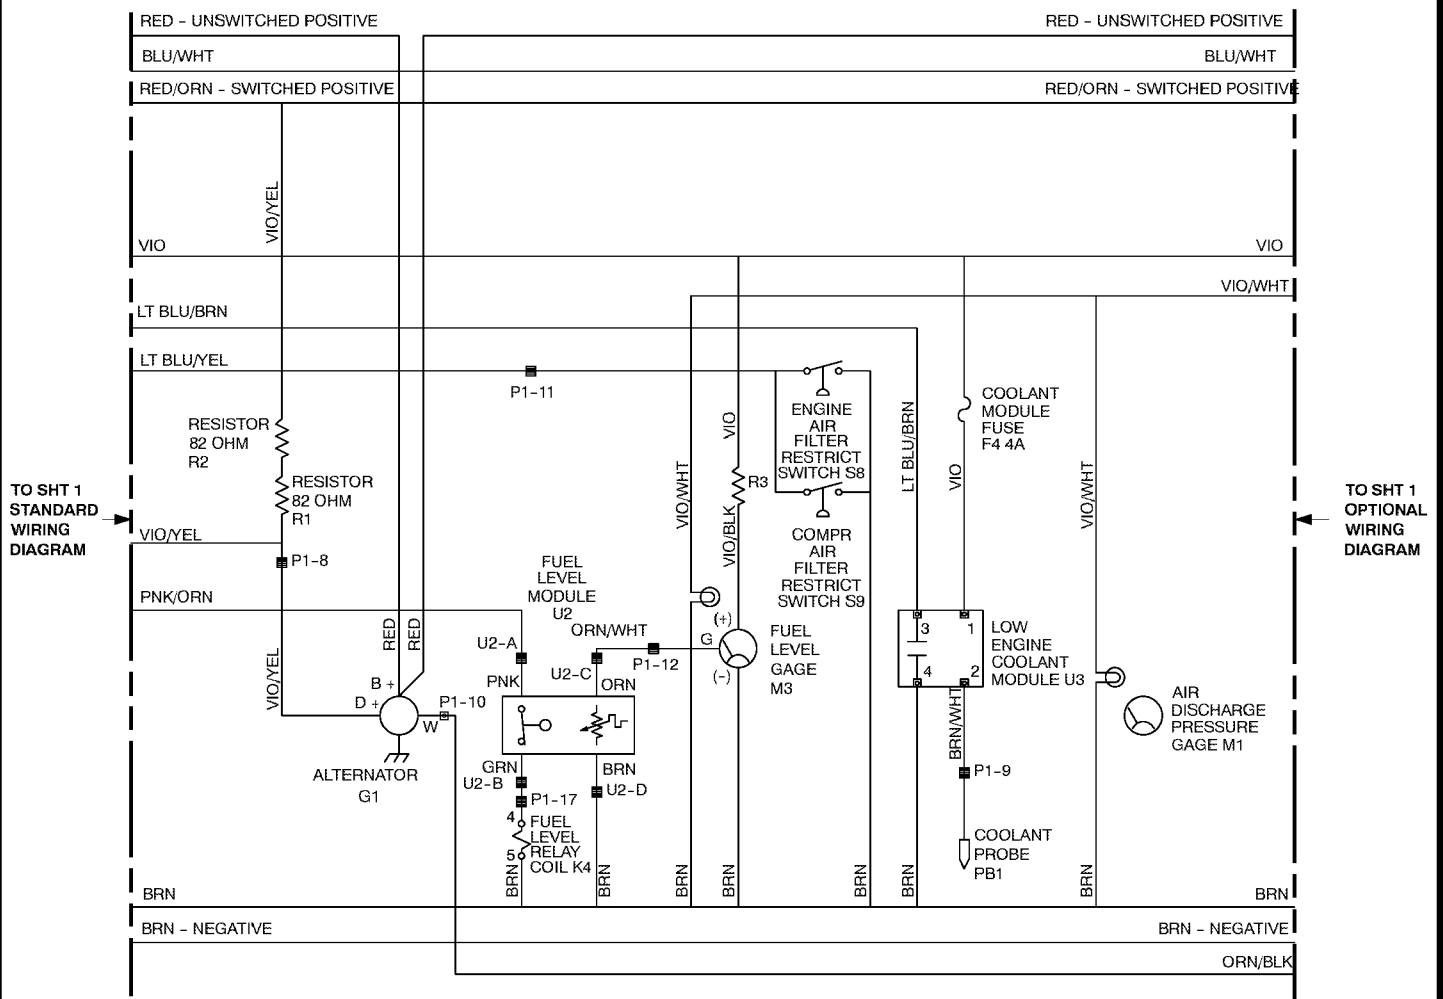 RED – UNSWITCHED POSITIVE
RED – UNSWITCHED POSITIVE
BLU/WHT
BLU/WHT
RED/ORN – SWITCHED POSITIVE
RED/ORN – SWITCHED POSITIVE
VIO/YEL
VIO
VIO
VIO/WHT
LT BLU/BRN
LT BLU/YEL
P1–11
RESISTOR
82 OHM
R2
RESISTOR
82 OHM
R1
TO SHT 1
STANDARD
WIRING
DIAGRAM
VIO/YEL
P1–8
PNK/ORN
VIO/YEL
RED
RED
B +
D +
W
P1–10
ALTERNATOR
G1
FUEL
LEVEL
MODULE
U2
U2–A
PNK
ORN/WHT
U2–C
ORN
P1–12
GRN
U2–B
P1–17
BRN
U2–D
4
5
FUEL
LEVEL
RELAY
COIL K4
BRN
BRN
VIO/WHT
VIO
R3
VIO/BLK
(+)
G
(–)
FUEL
LEVEL
GAGE
M3
ENGINE
AIR
FILTER
RESTRICT
SWITCH S8
COMPR
AIR
FILTER
RESTRICT
SWITCH S9
LT BLU/BRN
VIO
COOLANT
MODULE
FUSE
F4 4A
VIO/WHT
3
1
4
2
LOW
ENGINE
COOLANT
MODULE U3
BRN/WHT
P1–9
COOLANT
PROBE
PB1
AIR
DISCHARGE
PRESSURE
GAGE M1
TO SHT 1
OPTIONAL
WIRING
DIAGRAM
BRN
BRN
BRN
BRN
BRN
BRN
BRN
BRN – NEGATIVE
BRN – NEGATIVE
ORN/BLK